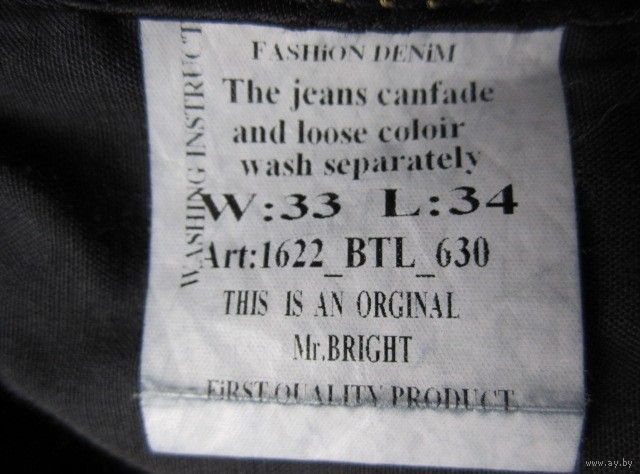 FASHiON DENiM
The jeans canfade
and loose coloir
wash separately
W:33 L:34
Art:1622_BTL_630
THIS IS AN ORGINAL
Mr.BRIGHT
FiRST QUALITY PRODUCT
WASHING INSTRUCT
www.ay.by